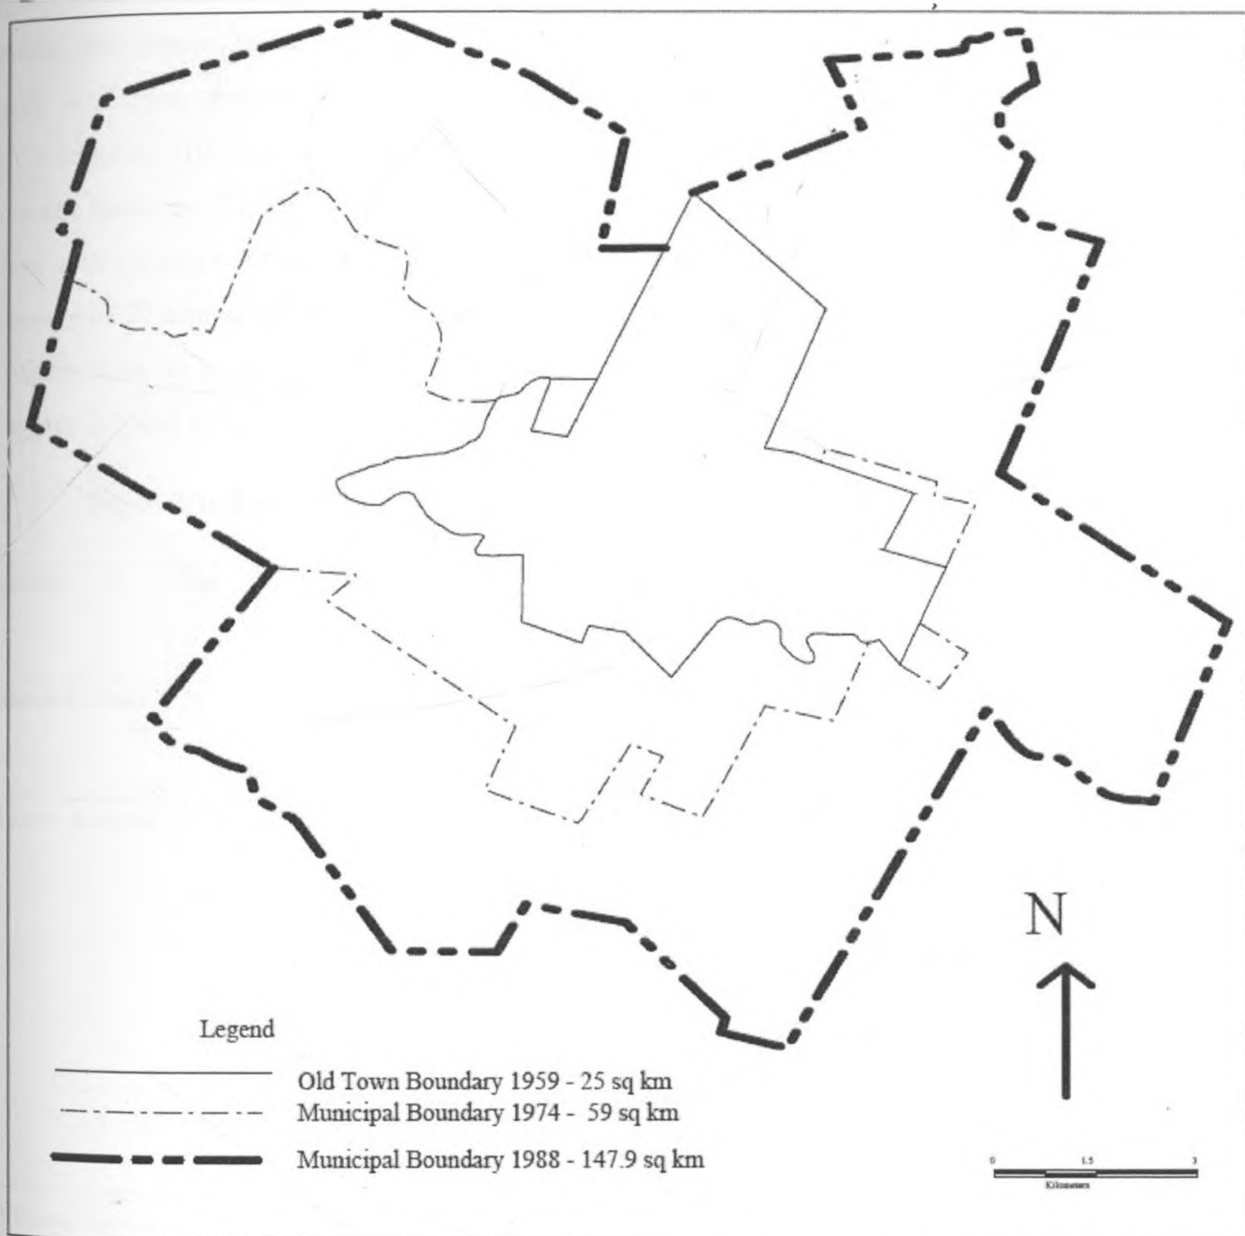 N
Legend
Old Town Boundary 1959 - 25 sq km
Municipal Boundary 1974 - 59 sq km
Municipal Boundary 1988 - 147.9 sq km
0 1.5 3
Kilometers